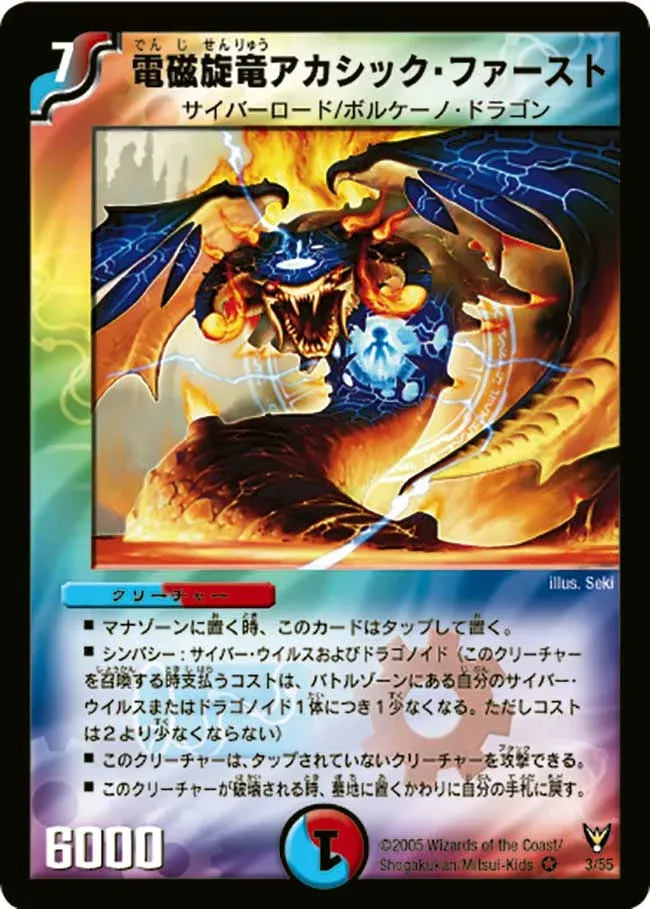 7
でん じ せんりゅう
電磁旋竜アカシック・ファースト
サイバーロード/ボルケーノ・ドラゴン
illus. Seki
クリーチャー
■ マナゾーンに置く時、このカードはタップして置く。
■ シンパシー：サイバー・ウイルスおよびドラゴノイド（このクリーチャー
を召喚する時支払うコストは、バトルゾーンにある自分のサイバー・
ウイルスまたはドラゴノイド１体につき１少なくなる。ただしコスト
は２より少なくならない）
■ このクリーチャーは、タップされていないクリーチャーを攻撃できる。
■ このクリーチャーが破壊される時、墓地に置くかわりに自分の手札に戻す。
6000
1
©2005 Wizards of the Coast/
Shogakukan/Mitsui-Kids
3/55